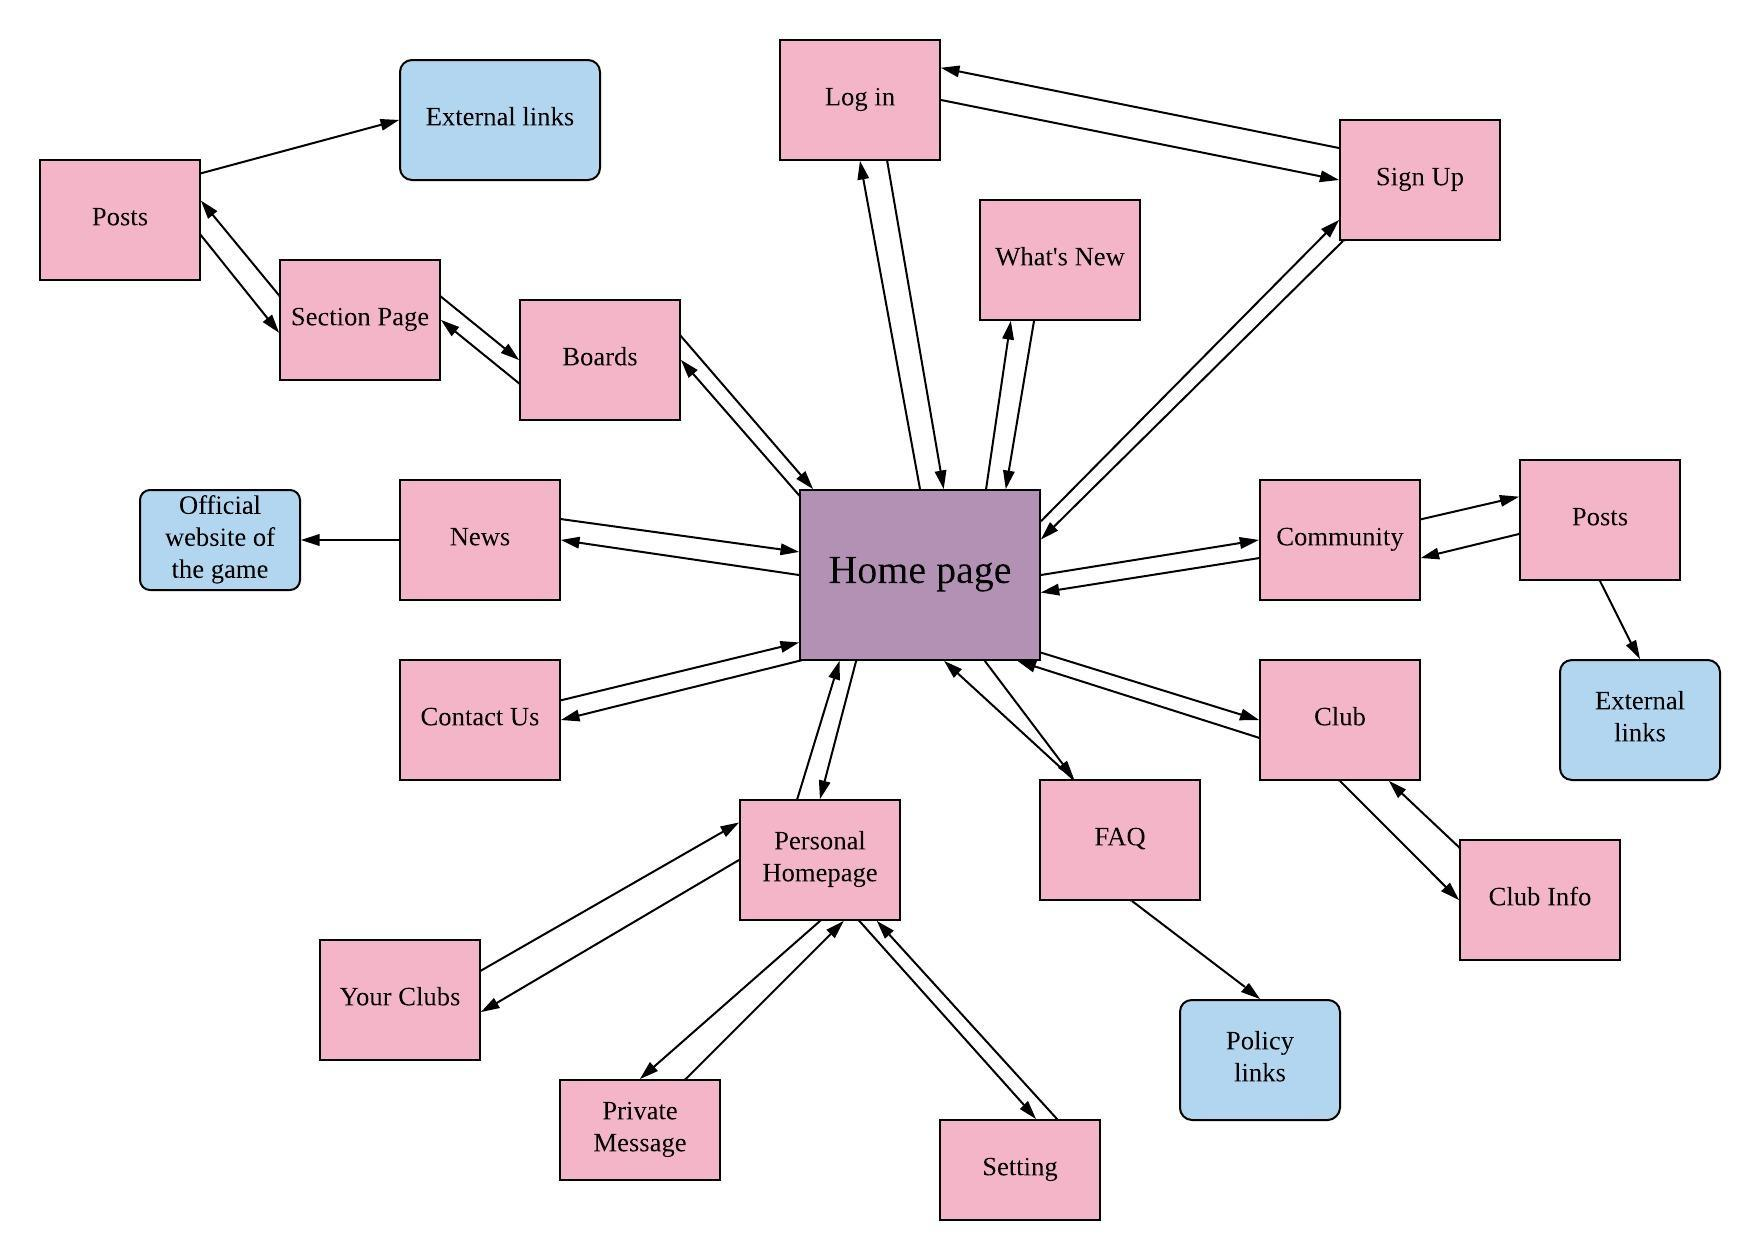 Log in
External links
Sign Up
Posts
What's New
Section Page
Boards
Official
website of
the game
News
Home page
Community
Posts
Contact Us
Club
External
links
Personal
Homepage
FAQ
Club Info
Your Clubs
Policy
links
Private
Message
Setting